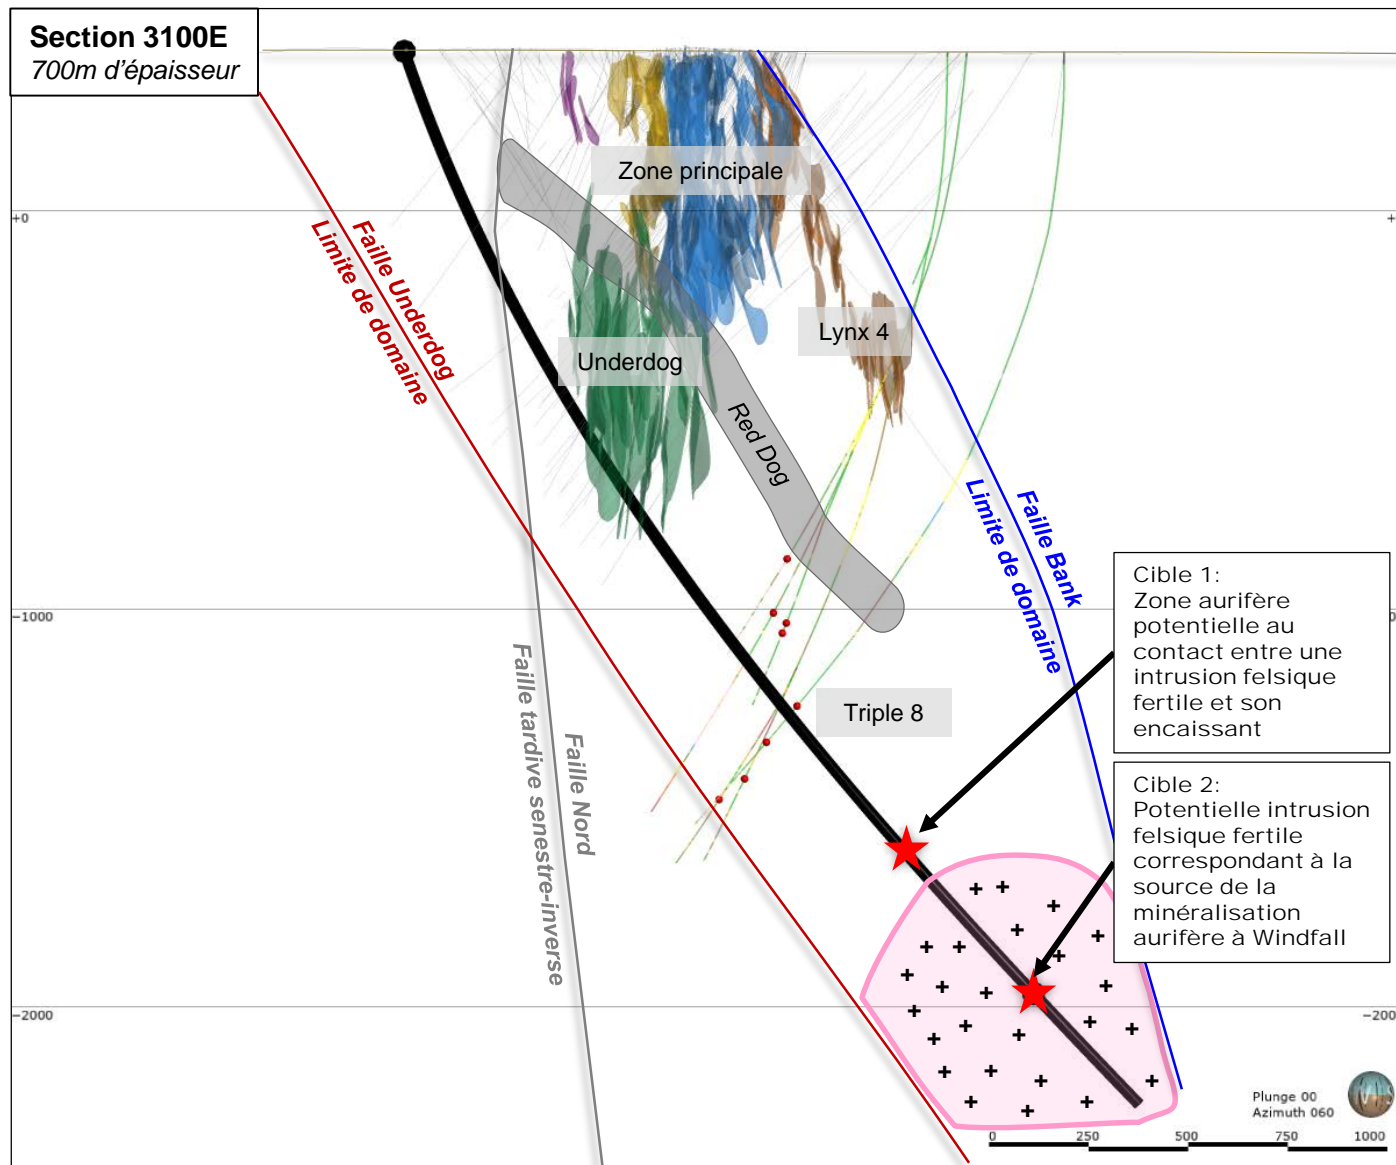 Section 3100E
700m d'épaisseur
+0
+
Zone principale
Faille Underdog
Limite de domaine
Lynx 4
Underdog
Red Dog
Faille Bank
Limite de domaine
-1000
0
Cible 1:
Zone aurifère
potentielle au
contact entre une
intrusion felsique
fertile et son
encaissant
Faille Nord
Faille tardive senestre-inverse
Triple 8
Cible 2:
Potentielle intrusion
felsique fertile
correspondant à la
source de la
minéralisation
aurifère à Windfall
-2000
-200
Plunge 00
Azimuth 060
0 250 500 750 1000